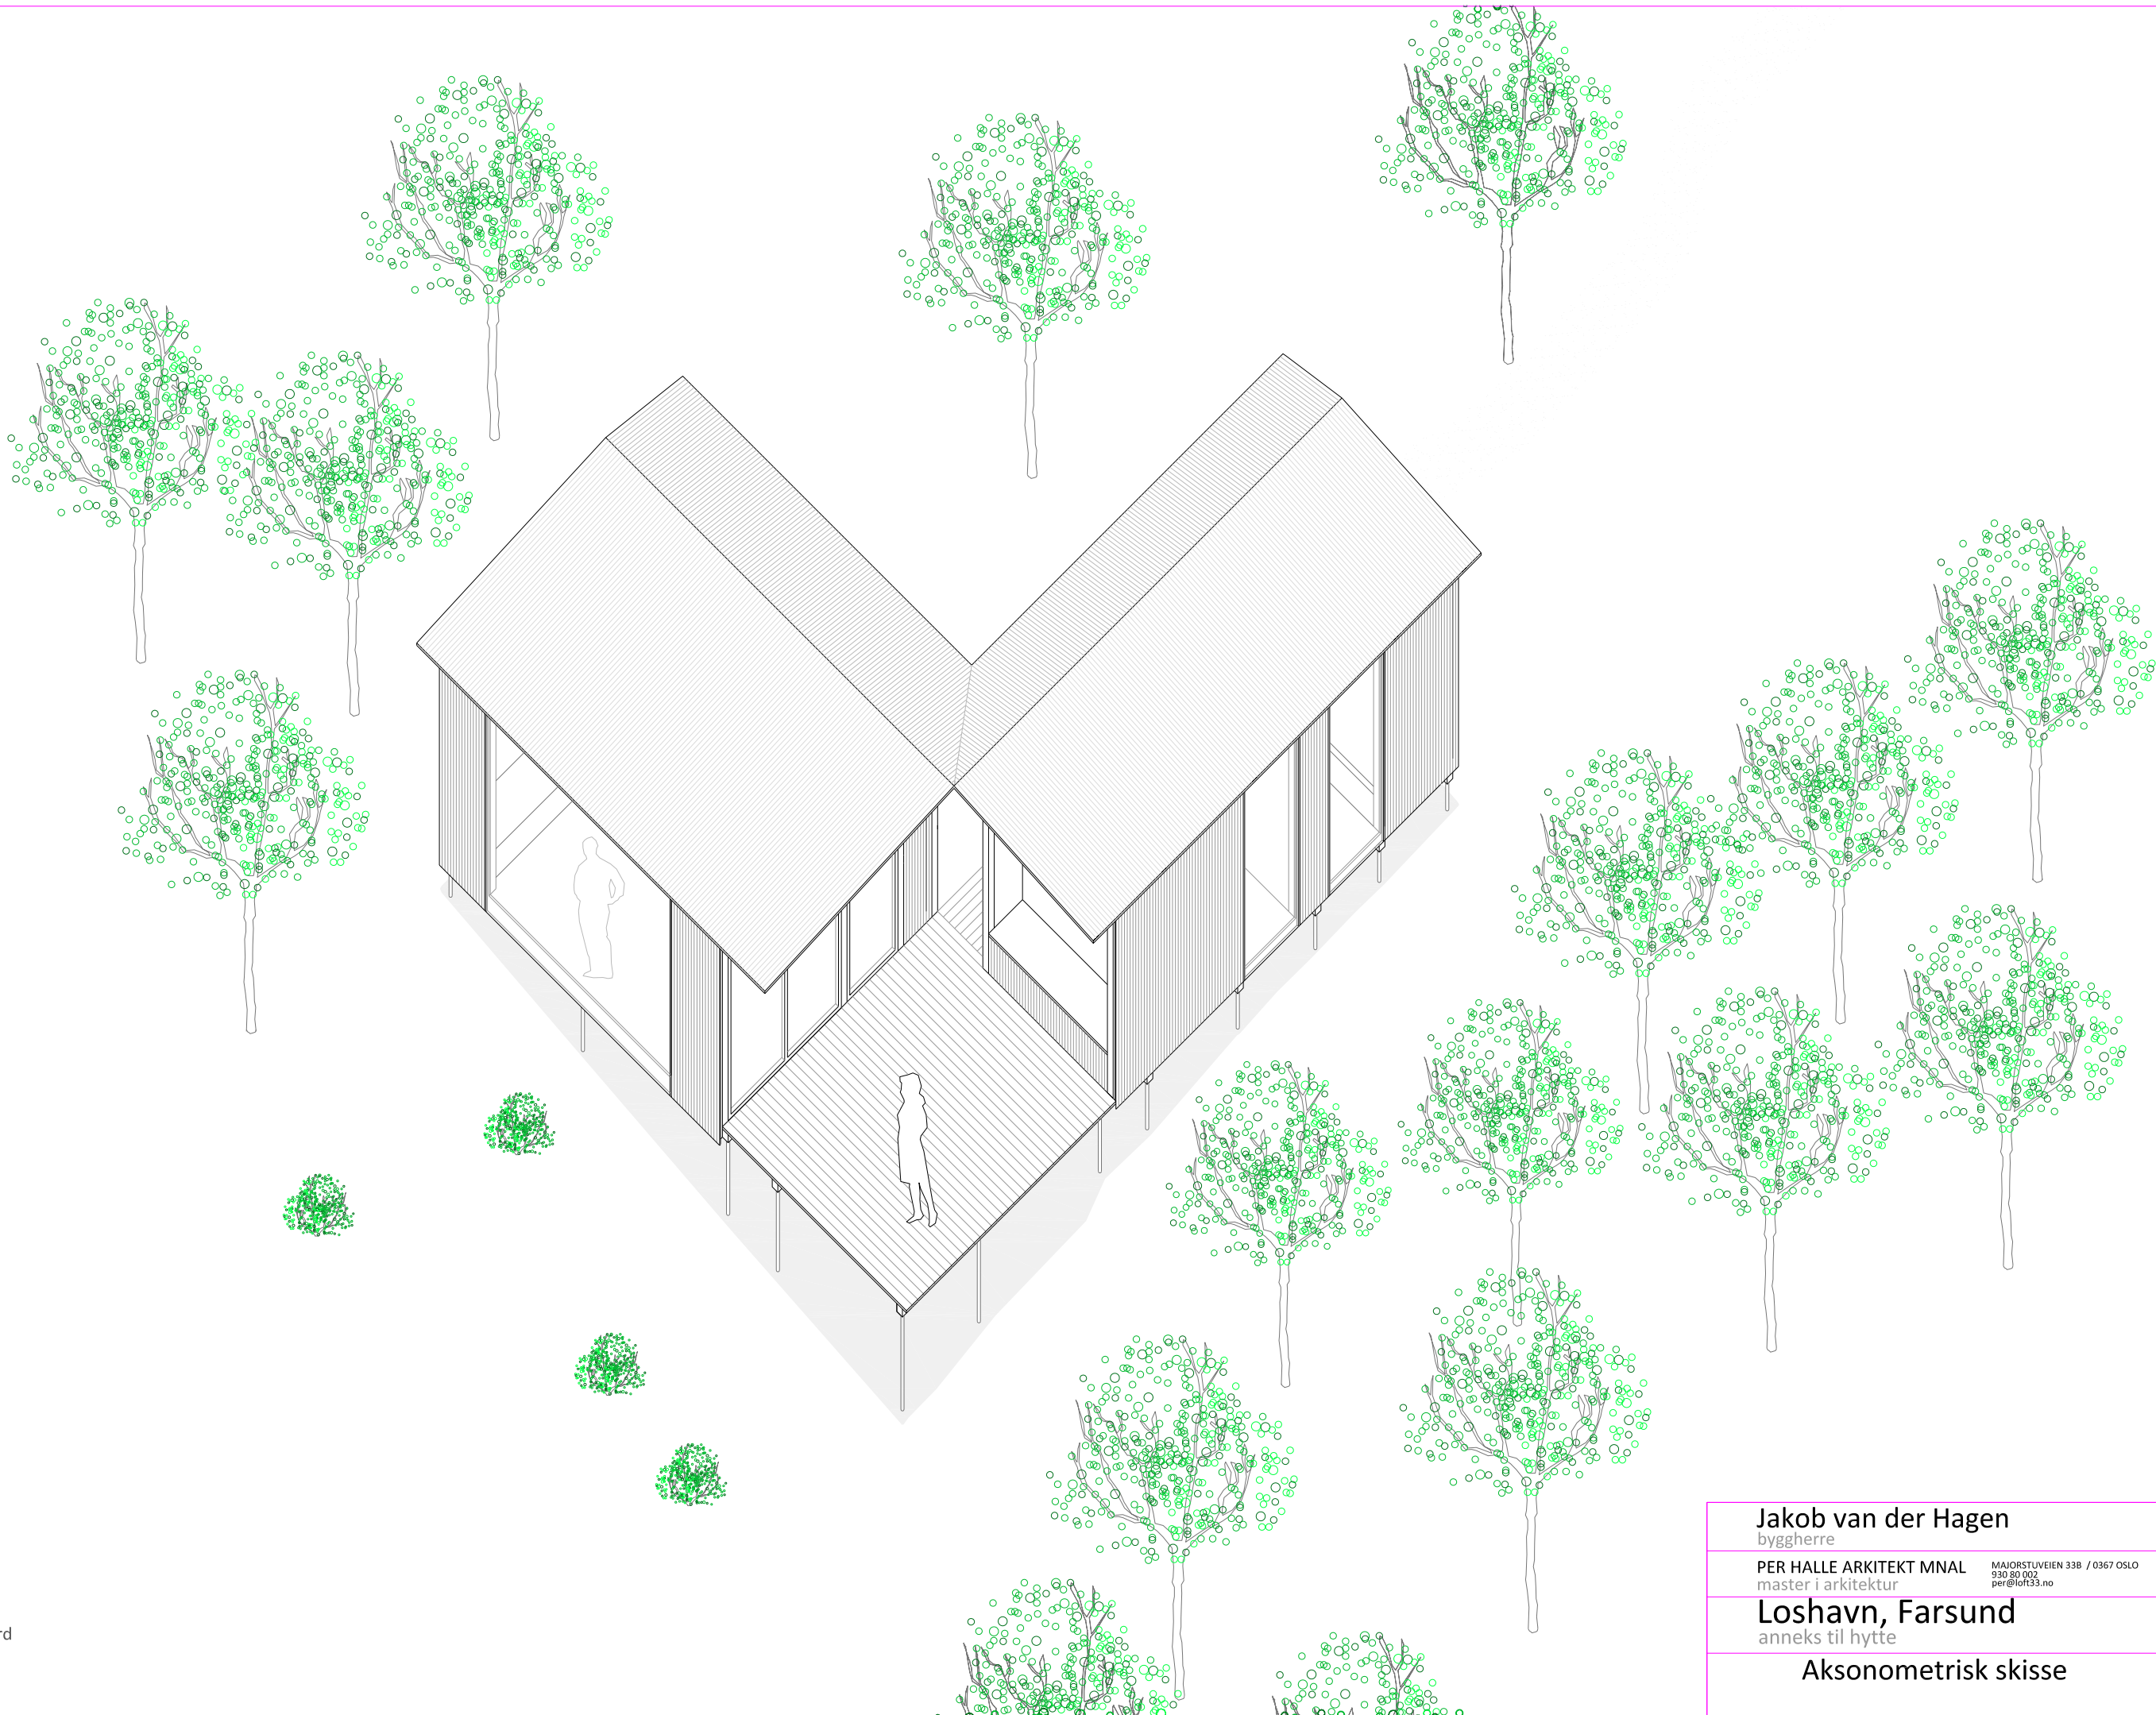 Jakob van der Hagen
byggherre
PER HALLE ARKITEKT MNAL
master i arkitektur
MAJORSTUVEIEN 33B / 0367 OSLO
930 80 002
per@loft33.no
Loshavn, Farsund
anneks til hytte
Aksonometrisk skisse
rd